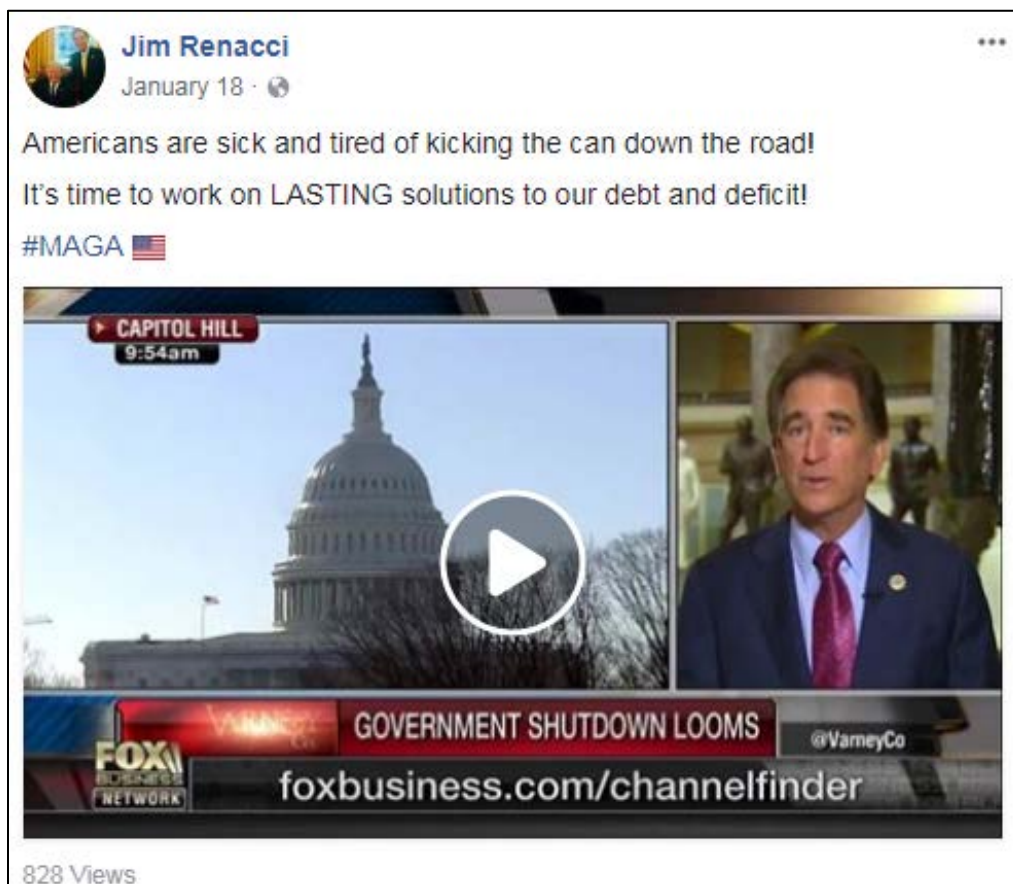 Jim Renacci
January 18
Americans are sick and tired of kicking the can down the road!
It's time to work on LASTING solutions to our debt and deficit!
#MAGA
CAPITOL HILL
9:54am
VARNEY
Co
GOVERNMENT SHUTDOWN LOOMS
@VarneyCo
FOX
BUSINESS
NETWORK
foxbusiness.com/channelfinder
828 Views